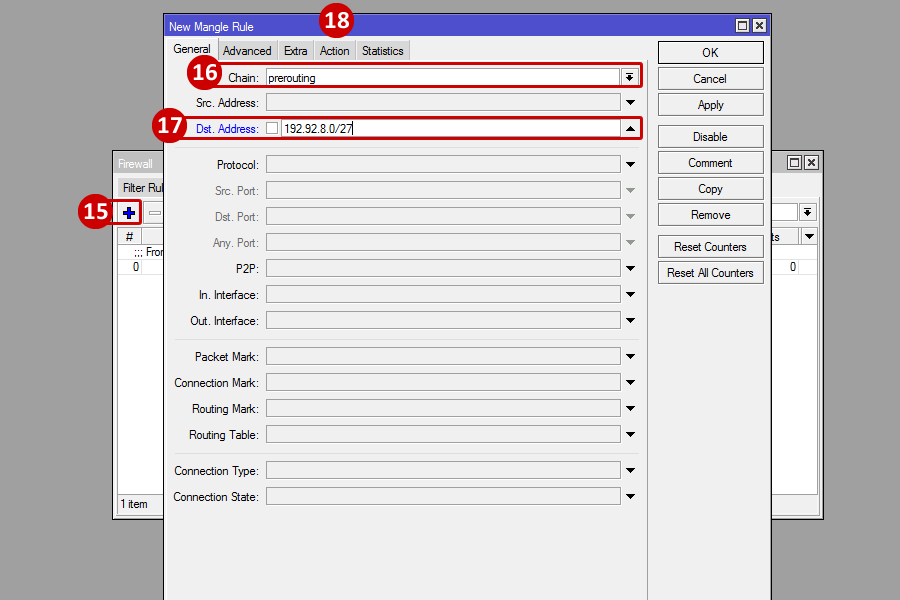 18
New Mangle Rule
General Advanced Extra Action Statistics
16
Chain: prerouting
Src. Address:
17
Dst. Address: 192.92.8.0/27
Protocol:
Src. Port:
Dst. Port:
Any. Port:
P2P:
In. Interface:
Out. Interface:
Packet Mark:
Connection Mark:
Routing Mark:
Routing Table:
Connection Type:
Connection State:
OK
Cancel
Apply
Disable
Comment
Copy
Remove
Reset Counters
Reset All Counters
Firewall
Filter Rul
15
#
ts
;;; Fror
0
0
1 item